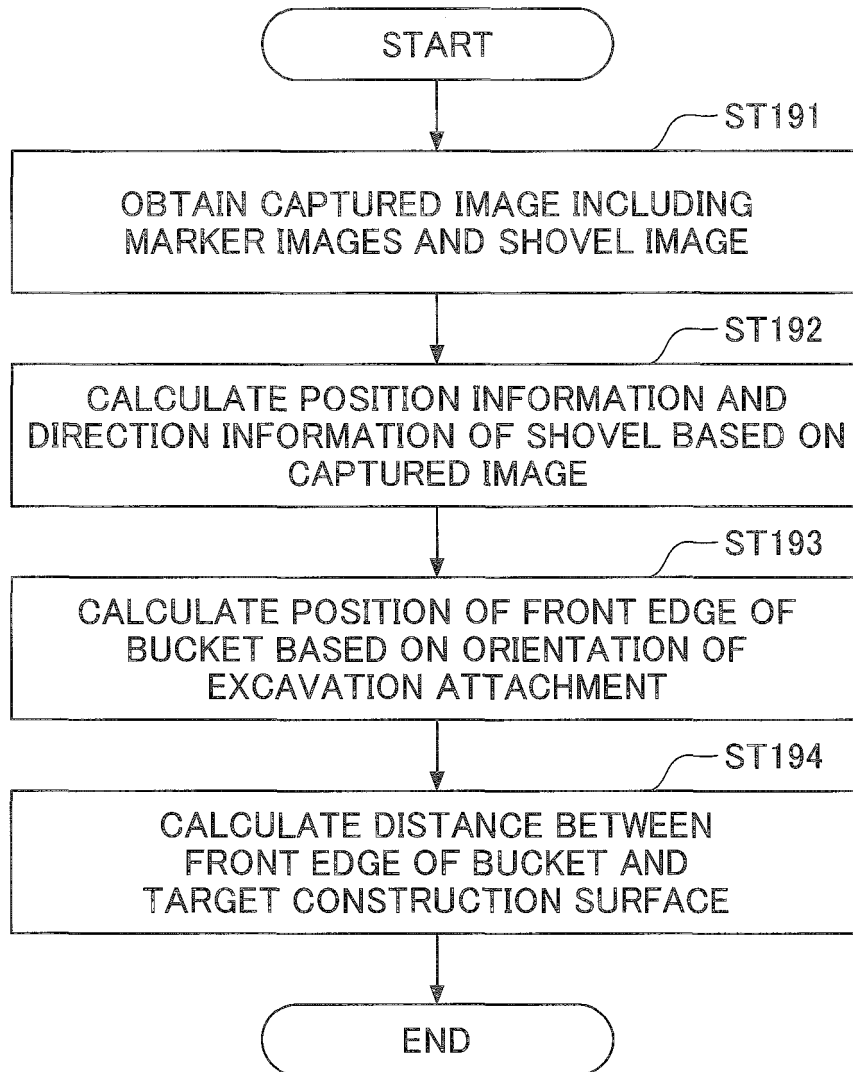 START
ST191
OBTAIN CAPTURED IMAGE INCLUDING
MARKER IMAGES AND SHOVEL IMAGE
ST192
CALCULATE POSITION INFORMATION AND
DIRECTION INFORMATION OF SHOVEL BASED ON
CAPTURED IMAGE
ST193
CALCULATE POSITION OF FRONT EDGE OF
BUCKET BASED ON ORIENTATION OF
EXCAVATION ATTACHMENT
ST194
CALCULATE DISTANCE BETWEEN
FRONT EDGE OF BUCKET AND
TARGET CONSTRUCTION SURFACE
END